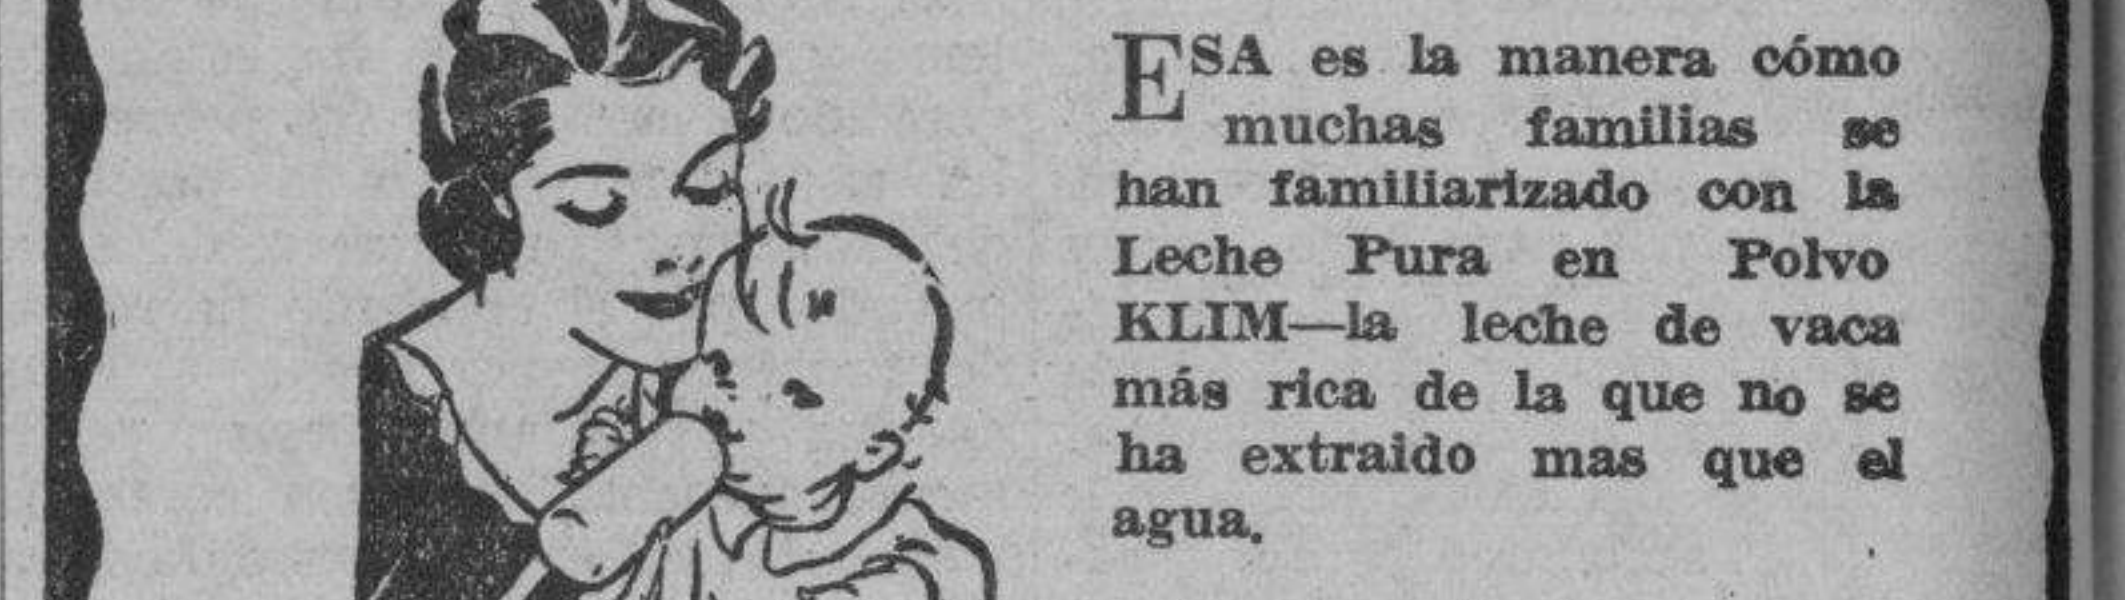 ESA es la manera cómo
muchas familias se
han familiarizado con la
Leche Pura en Polvo
KLIM—la leche de vaca
más rica de la que no se
ha extraido mas que el
agua.